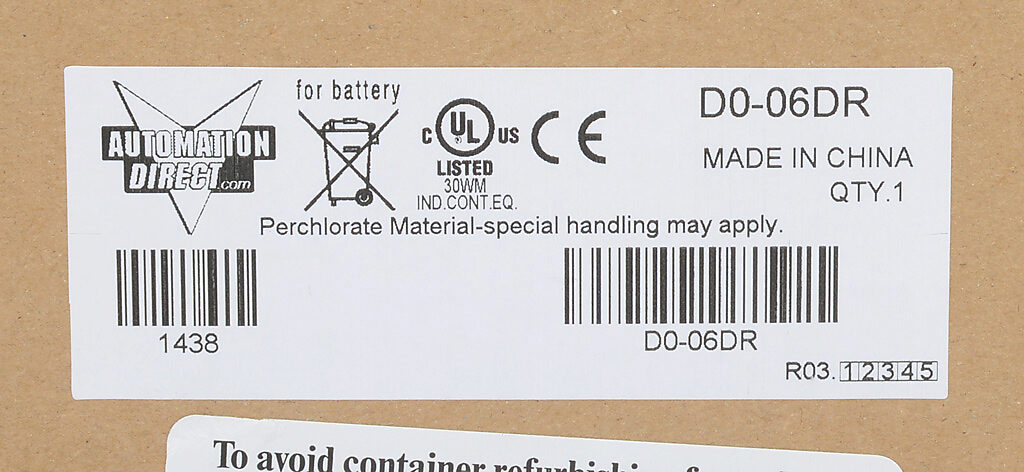 AUTOMATION
DIRECT.com
for battery
C UL US
LISTED
30WM
IND.CONT.EQ.
CE
D0-06DR
MADE IN CHINA
QTY.1
Perchlorate Material-special handling may apply.
1438
D0-06DR
R03. 12345
To avoid container